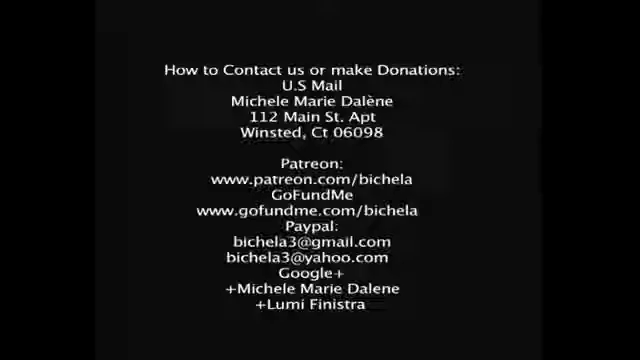 How to Contact us or make Donations:
U.S Mail
Michele Marie Dalène
112 Main St. Apt
Winsted, Ct 06098
Patreon:
www.patreon.com/bichela
GoFundMe
www.gofundme.com/bichela
Paypal:
bichela3@gmail.com
bichela3@yahoo.com
Google+
+Michele Marie Dalene
+Lumi Finistra